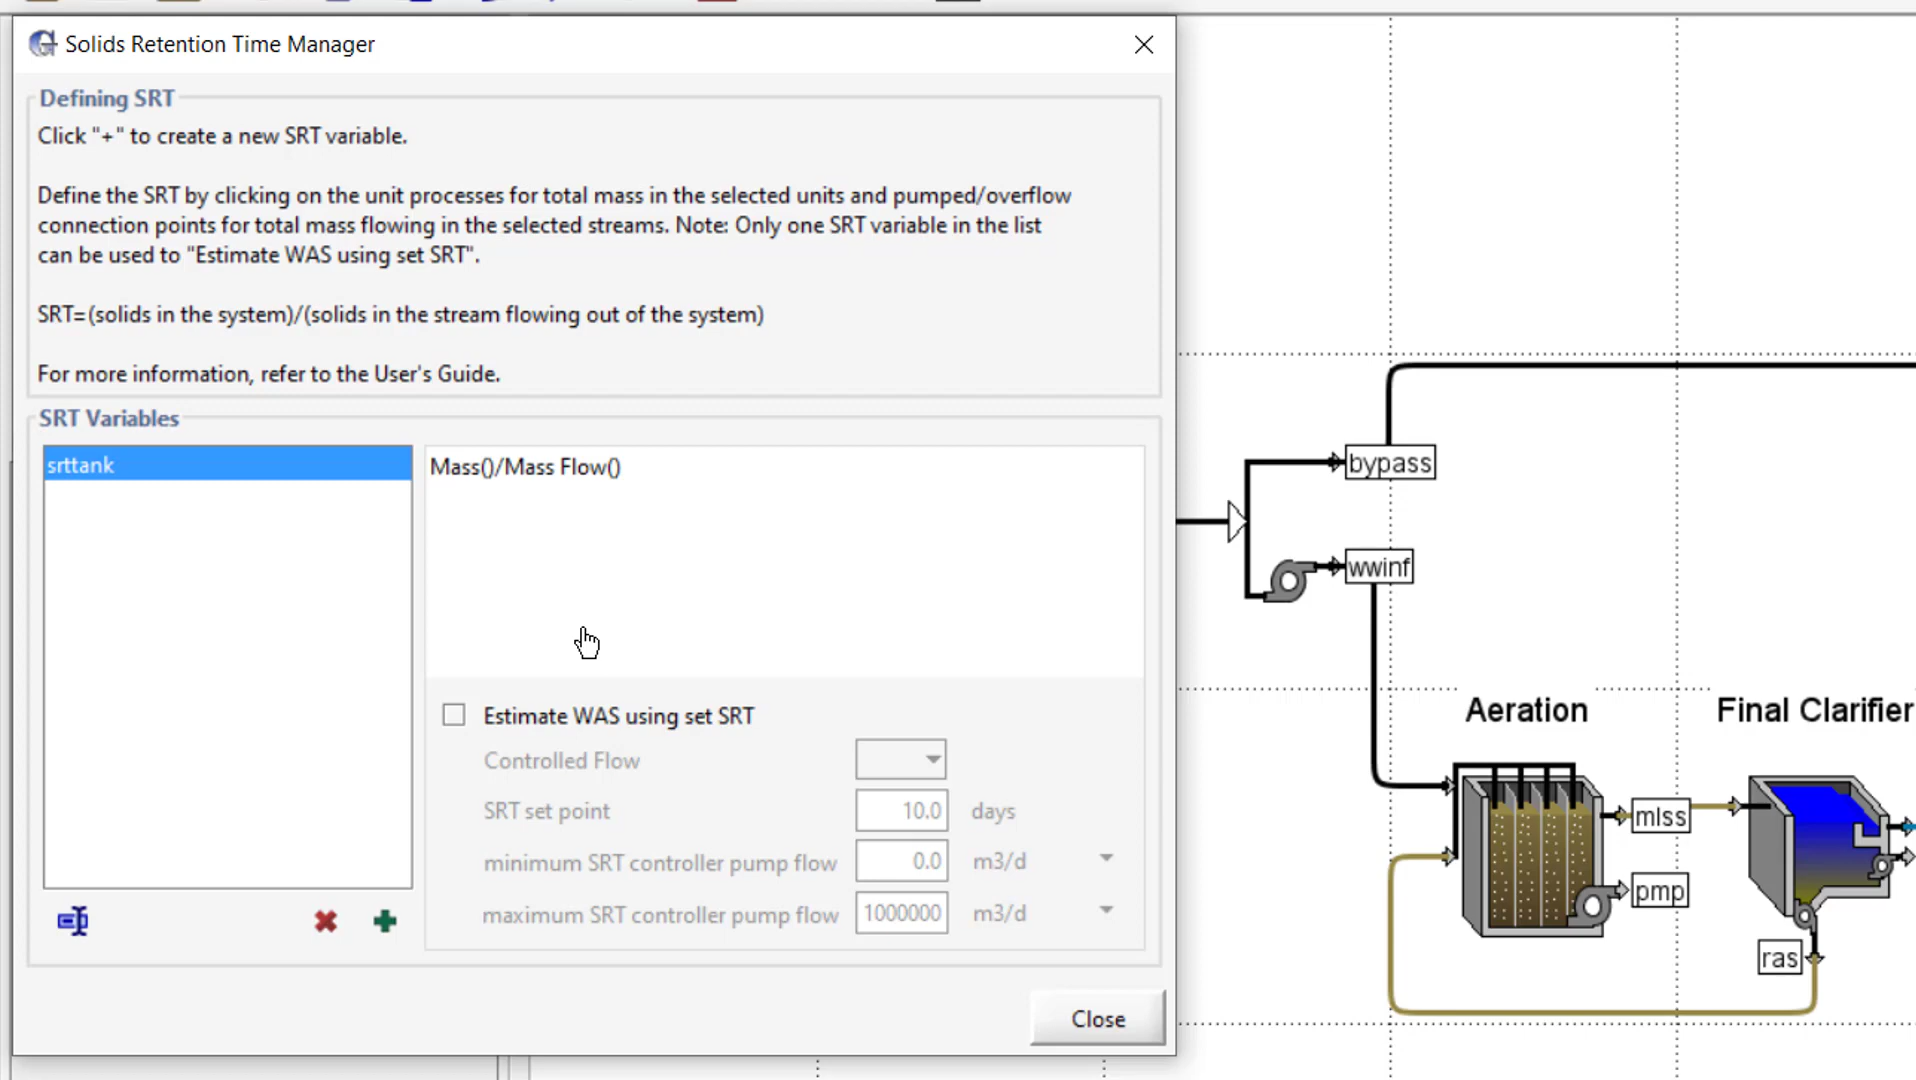 Solids Retention Time Manager
Defining SRT
Click "+" to create a new SRT variable.
Define the SRT by clicking on the unit processes for total mass in the selected units and pumped/overflow
connection points for total mass flowing in the selected streams. Note: Only one SRT variable in the list
can be used to "Estimate WAS using set SRT".
SRT=(solids in the system)/(solids in the stream flowing out of the system)
For more information, refer to the User's Guide.
SRT Variables
srttank
Mass()/Mass Flow()
Estimate WAS using set SRT
Controlled Flow
SRT set point 10.0 days
minimum SRT controller pump flow 0.0 m3/d
maximum SRT controller pump flow 1000000 m3/d
Close
bypass
wwinf
Aeration
Final Clarifier
mlss
pmp
ras